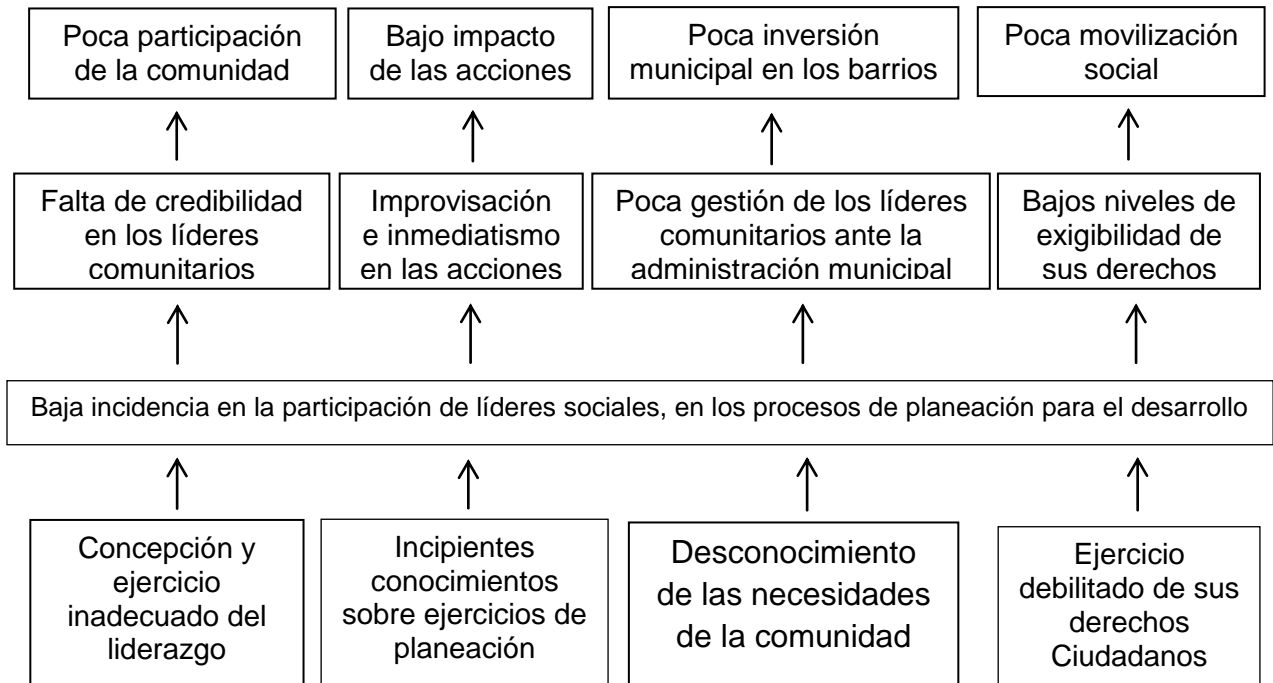 Poca participación
de la comunidad
Bajo impacto
de las acciones
Poca inversión
municipal en los barrios
Poca movilización
social
Falta de credibilidad
en los líderes
comunitarios
Improvisación
e inmediatismo
en las acciones
Poca gestión de los líderes
comunitarios ante la
administración municipal
Bajos niveles de
exigibilidad de
sus derechos
Baja incidencia en la participación de líderes sociales, en los procesos de planeación para el desarrollo
Concepción y
ejercicio
inadecuado del
liderazgo
Incipientes
conocimientos
sobre ejercicios de
planeación
Desconocimiento
de las necesidades
de la comunidad
Ejercicio
debilitado de sus
derechos
Ciudadanos